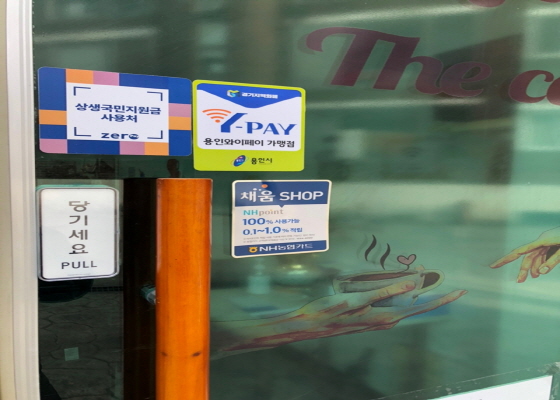 The co
상생국민지원금
사용처
zero
경기지역화폐
Y-PAY
용인와이페이 가맹점
용인시
당기세요
PULL
채움 SHOP
NHpoint
100% 사용가능
0.1~1.0% 적립
NH농협카드